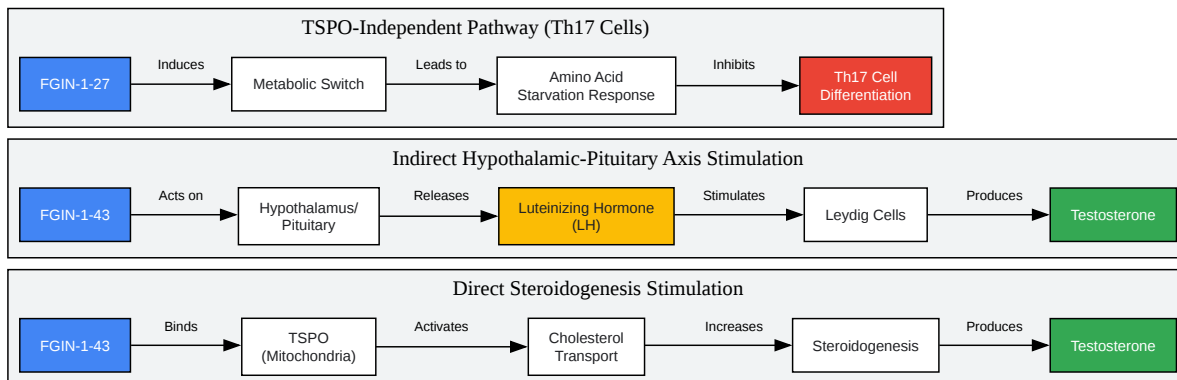 TSPO-Independent Pathway (Th17 Cells)
FGIN-1-27
Induces
Metabolic Switch
Leads to
Amino Acid
Starvation Response
Inhibits
Th17 Cell
Differentiation
Indirect Hypothalamic-Pituitary Axis Stimulation
FGIN-1-43
Acts on
Hypothalamus/
Pituitary
Releases
Luteinizing Hormone
(LH)
Stimulates
Leydig Cells
Produces
Testosterone
Direct Steroidogenesis Stimulation
FGIN-1-43
Binds
TSPO
(Mitochondria)
Activates
Cholesterol
Transport
Increases
Steroidogenesis
Produces
Testosterone